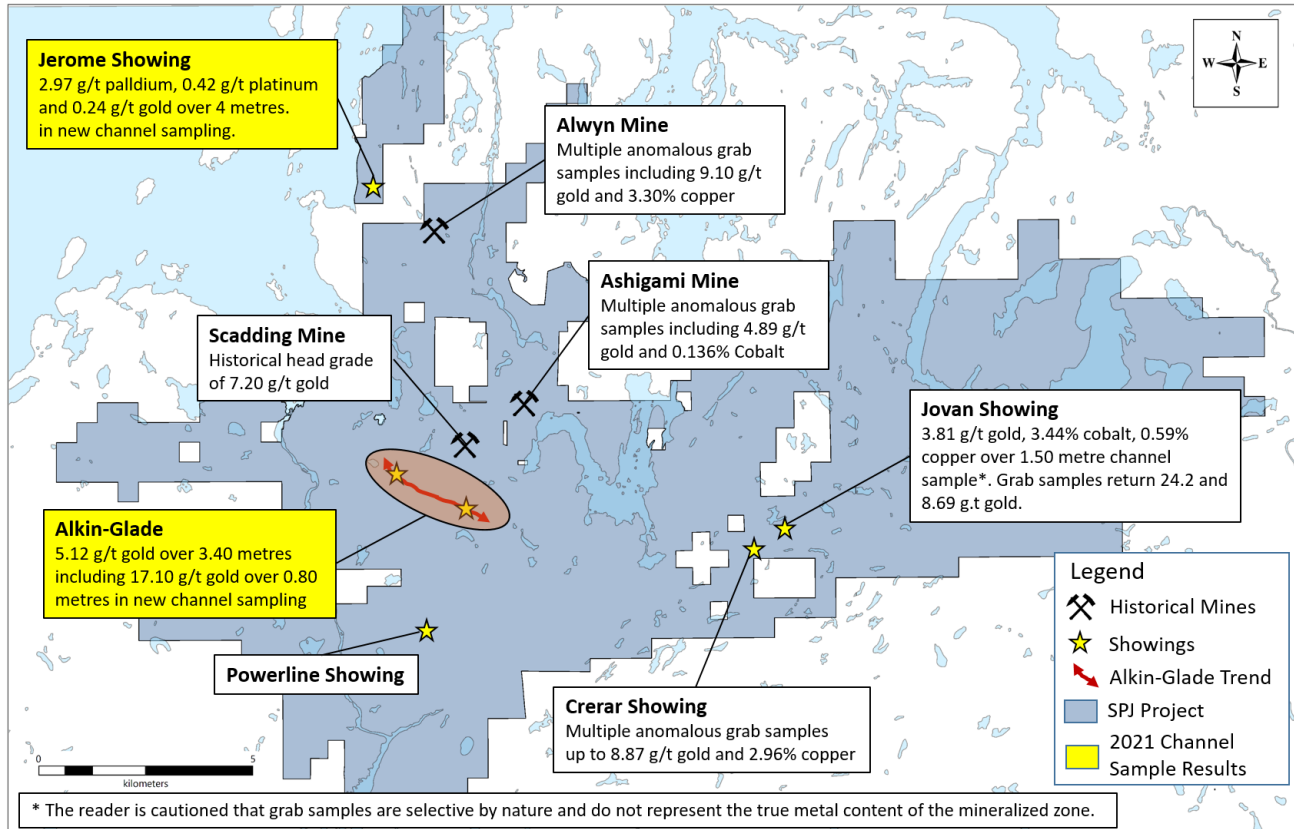 Jerome Showing
2.97 g/t palldium, 0.42 g/t platinum
and 0.24 g/t gold over 4 metres.
in new channel sampling.
N
W E
S
Alwyn Mine
Multiple anomalous grab
samples including 9.10 g/t
gold and 3.30% copper
Ashigami Mine
Multiple anomalous grab
samples including 4.89 g/t
gold and 0.136% Cobalt
Scadding Mine
Historical head grade
of 7.20 g/t gold
Jovan Showing
3.81 g/t gold, 3.44% cobalt, 0.59%
copper over 1.50 metre channel
sample*. Grab samples return 24.2 and
8.69 g.t gold.
Alkin-Glade
5.12 g/t gold over 3.40 metres
including 17.10 g/t gold over 0.80
metres in new channel sampling
Powerline Showing
Crerar Showing
Multiple anomalous grab samples
up to 8.87 g/t gold and 2.96% copper
Legend
Historical Mines
Showings
Alkin-Glade Trend
SPJ Project
2021 Channel
Sample Results
0 5
kilometers
* The reader is cautioned that grab samples are selective by nature and do not represent the true metal content of the mineralized zone.